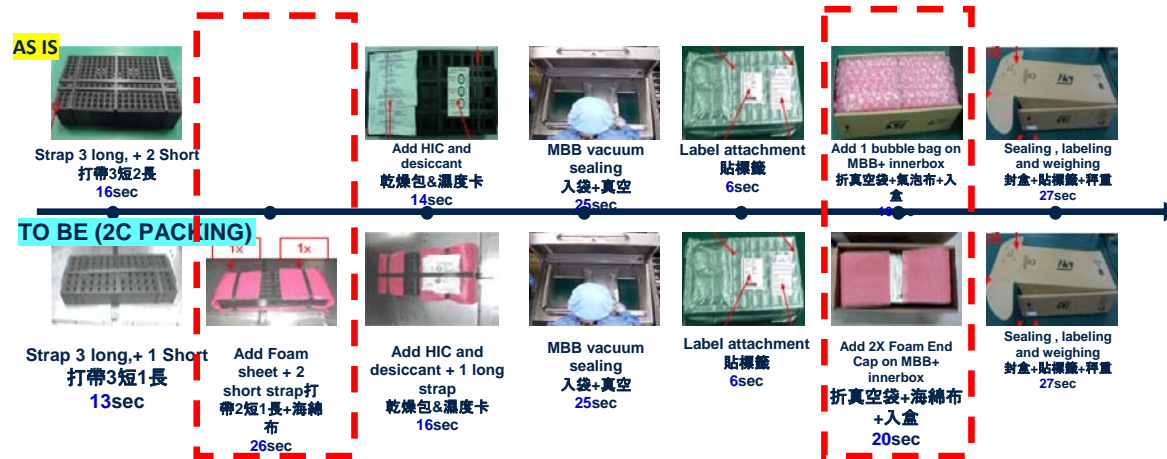 AS IS
Strap 3 long, + 2 Short
打帶3短2長
16sec
Add HIC and
desiccant
乾燥包&濕度卡
14sec
MBB vacuum
sealing
入袋+真空
25sec
Label attachment
貼標籤
6sec
Add 1 bubble bag on
MBB+ innerbox
折真空袋+氣泡布+入
盒
Sealing , labeling
and weighing
封盒+貼標籤+秤重
27sec
TO BE (2C PACKING)
1x
1x
Strap 3 long,+ 1 Short
打帶3短1長
13sec
Add Foam
sheet + 2
short strap打
帶2短1長+海綿
布
26sec
Add HIC and
desiccant + 1 long
strap
乾燥包&濕度卡
16sec
MBB vacuum
sealing
入袋+真空
25sec
Label attachment
貼標籤
6sec
Add 2X Foam End
Cap on MBB+
innerbox
折真空袋+海綿布
+入盒
20sec
Sealing , labeling
and weighing
封盒+貼標籤+秤重
27sec